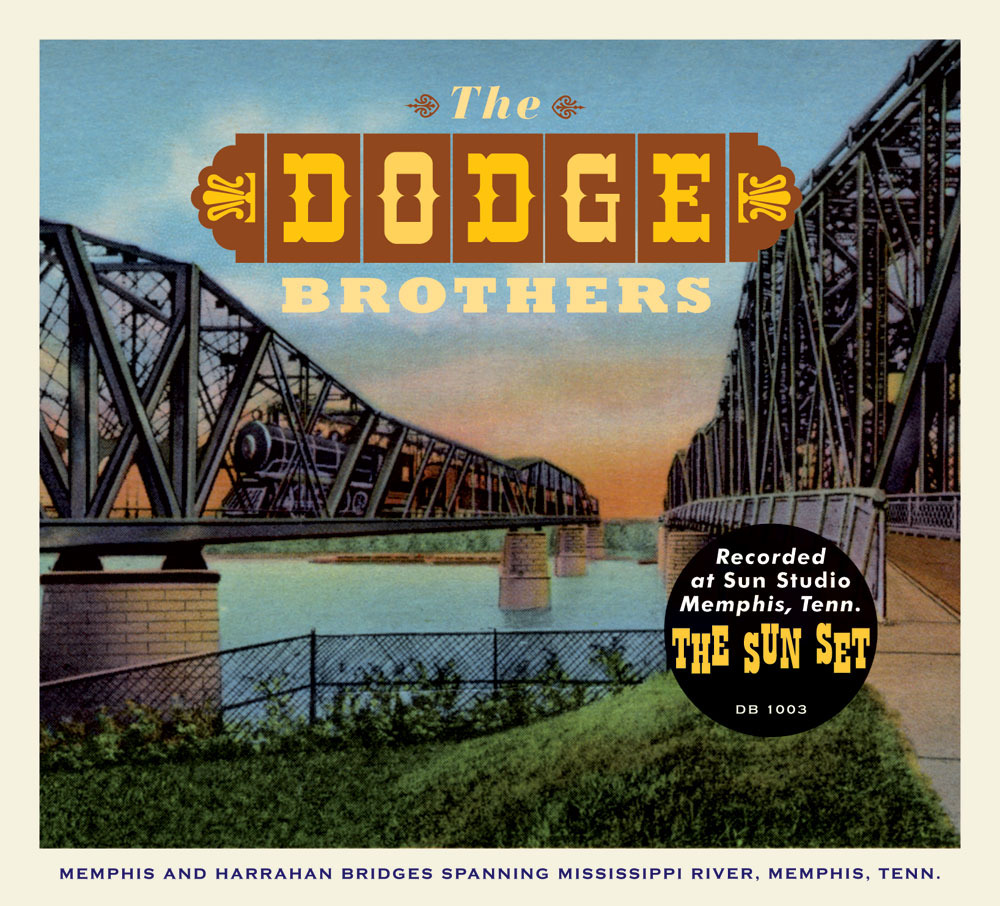 The
DODGE
BROTHERS
Recorded
at Sun Studio
Memphis, Tenn.
THE SUN SET
DB 1003
MEMPHIS AND HARRAHAN BRIDGES SPANNING MISSISSIPPI RIVER, MEMPHIS, TENN.